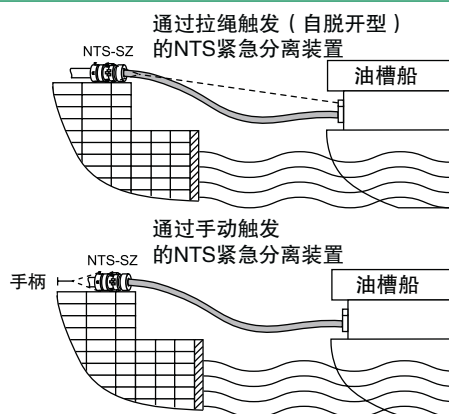 通过拉绳触发（自脱开型）
的NTS紧急分离装置
NTS-SZ
油槽船
通过手动触发
的NTS紧急分离装置
NTS-SZ
手柄
油槽船